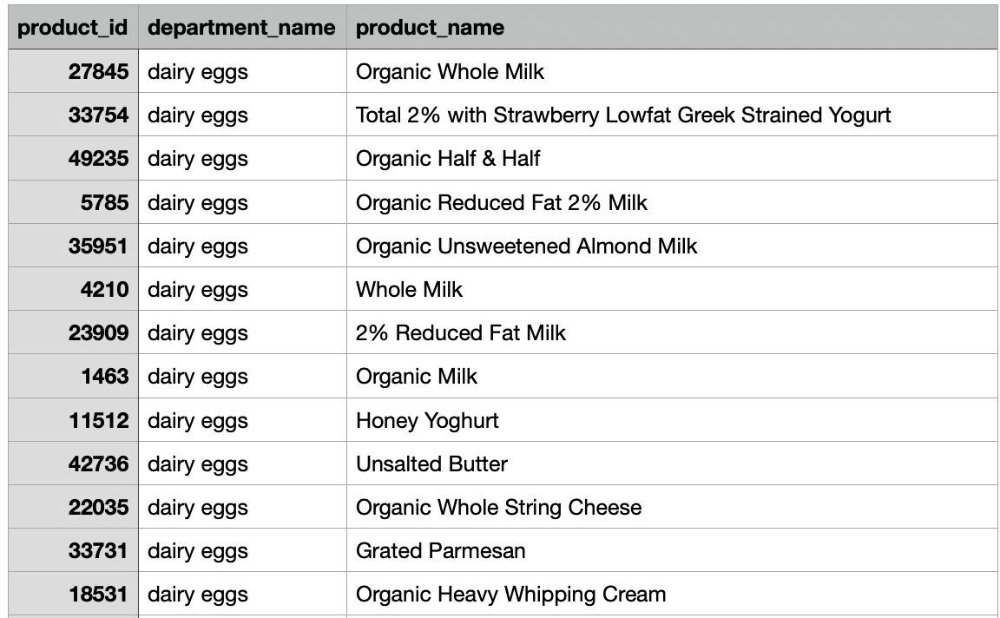 product_id department_name product_name
27845 dairy eggs Organic Whole Milk
33754 dairy eggs Total 2% with Strawberry Lowfat Greek Strained Yogurt
49235 dairy eggs Organic Half & Half
5785 dairy eggs Organic Reduced Fat 2% Milk
35951 dairy eggs Organic Unsweetened Almond Milk
4210 dairy eggs Whole Milk
23909 dairy eggs 2% Reduced Fat Milk
1463 dairy eggs Organic Milk
11512 dairy eggs Honey Yoghurt
42736 dairy eggs Unsalted Butter
22035 dairy eggs Organic Whole String Cheese
33731 dairy eggs Grated Parmesan
18531 dairy eggs Organic Heavy Whipping Cream